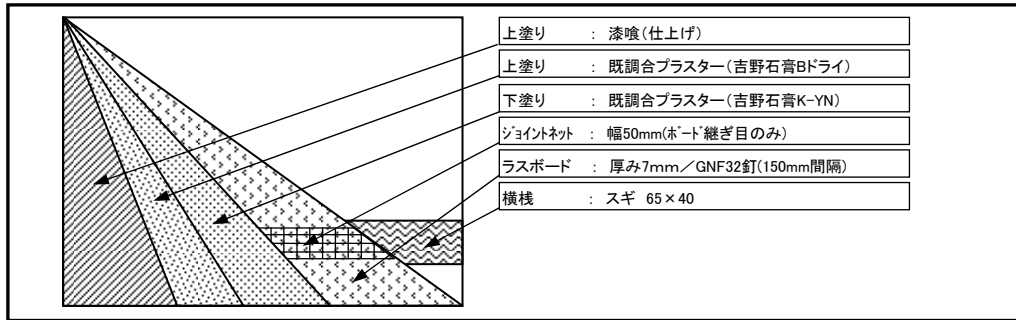 上塗り : 漆喰(仕上げ)
上塗り : 既調合プラスター(吉野石膏Bドライ)
下塗り : 既調合プラスター(吉野石膏K-YN)
ｼﾞｮｲﾝﾄネット : 幅50mm(ﾎﾞｰﾄﾞ継ぎ目のみ)
ラスボード : 厚み7mm／GNF32釘(150mm間隔)
横桟 : スギ 65×40